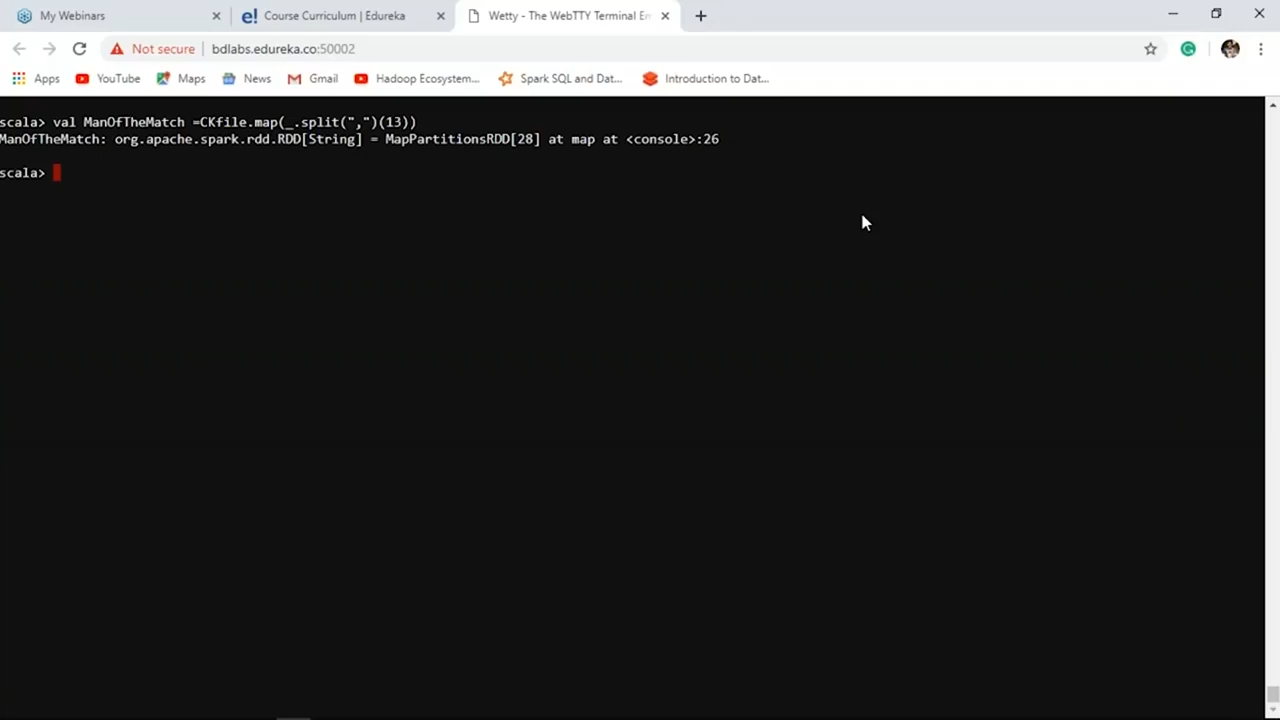 My Webinars
Course Curriculum | Edureka
Wetty - The WebTTY Terminal En
Not secure
bdlabs.edureka.co:50002
Apps
YouTube
Maps
News
Gmail
Hadoop Ecosystem...
Spark SQL and Dat...
Introduction to Dat...
scala> val ManOfTheMatch =CKfile.map(_.split(",")(13))
ManOfTheMatch: org.apache.spark.rdd.RDD[String] = MapPartitionsRDD[28] at map at <console>:26
scala>